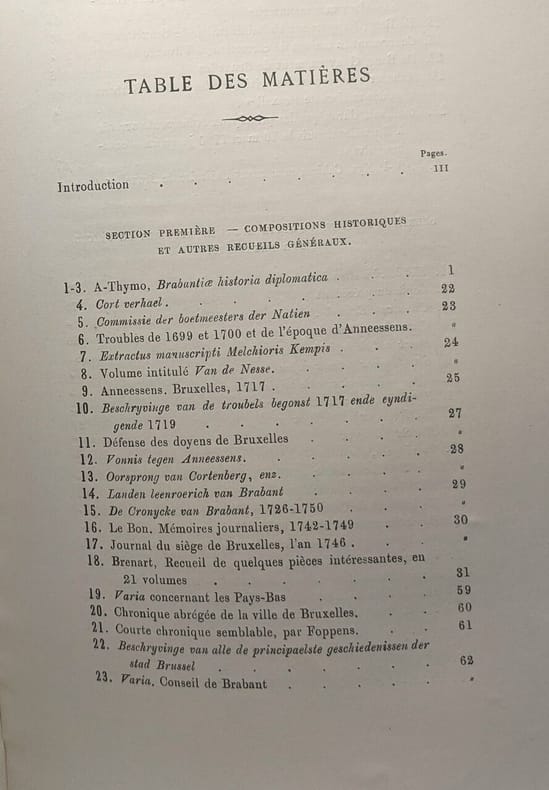 TABLE DES MATIÈRES
Pages.
Introduction . . . . . . . III
SECTION PREMIÈRE — COMPOSITIONS HISTORIQUES
ET AUTRES RECUEILS GÉNÉRAUX.
1-3. A-Thymo, Brabantiæ historia diplomatica . . . 1
4. Cort verhael . . . . . . . 22
5. Commissie der boetmeesters der Natien . . . 23
6. Troubles de 1699 et 1700 et de l'époque d'Anneessens. "
7. Extractus manuscripti Melchioris Kempis . . . 24
8. Volume intitulé Van de Nesse. . . . . "
9. Anneessens. Bruxelles, 1717 . . . . . 25
10. Beschryvinge van de troubels begonst 1717 ende eyndi-
gende 1719 . . . . . . 27
11. Défense des doyens de Bruxelles . . . . "
12. Vonnis tegen Anneessens. . . . . . 28
13. Oorsprong van Cortenberg, enz. . . . . "
14. Landen leenroerich van Brabant . . . . 29
15. De Cronycke van Brabant, 1726-1750 . . . "
16. Le Bon. Mémoires journaliers, 1742-1749 . . 30
17. Journal du siège de Bruxelles, l'an 1746 . . . "
18. Brenart, Recueil de quelques pièces intéressantes, en
21 volumes . . . . . . . 31
19. Varia concernant les Pays-Bas . . . . 59
20. Chronique abrégée de la ville de Bruxelles. . . 60
21. Courte chronique semblable, par Foppens. . . 61
22. Beschryvinge van alle de principaelste geschiedenissen der
stad Brussel . . . . . . . 62
23. Varia. Conseil de Brabant . . . . . "